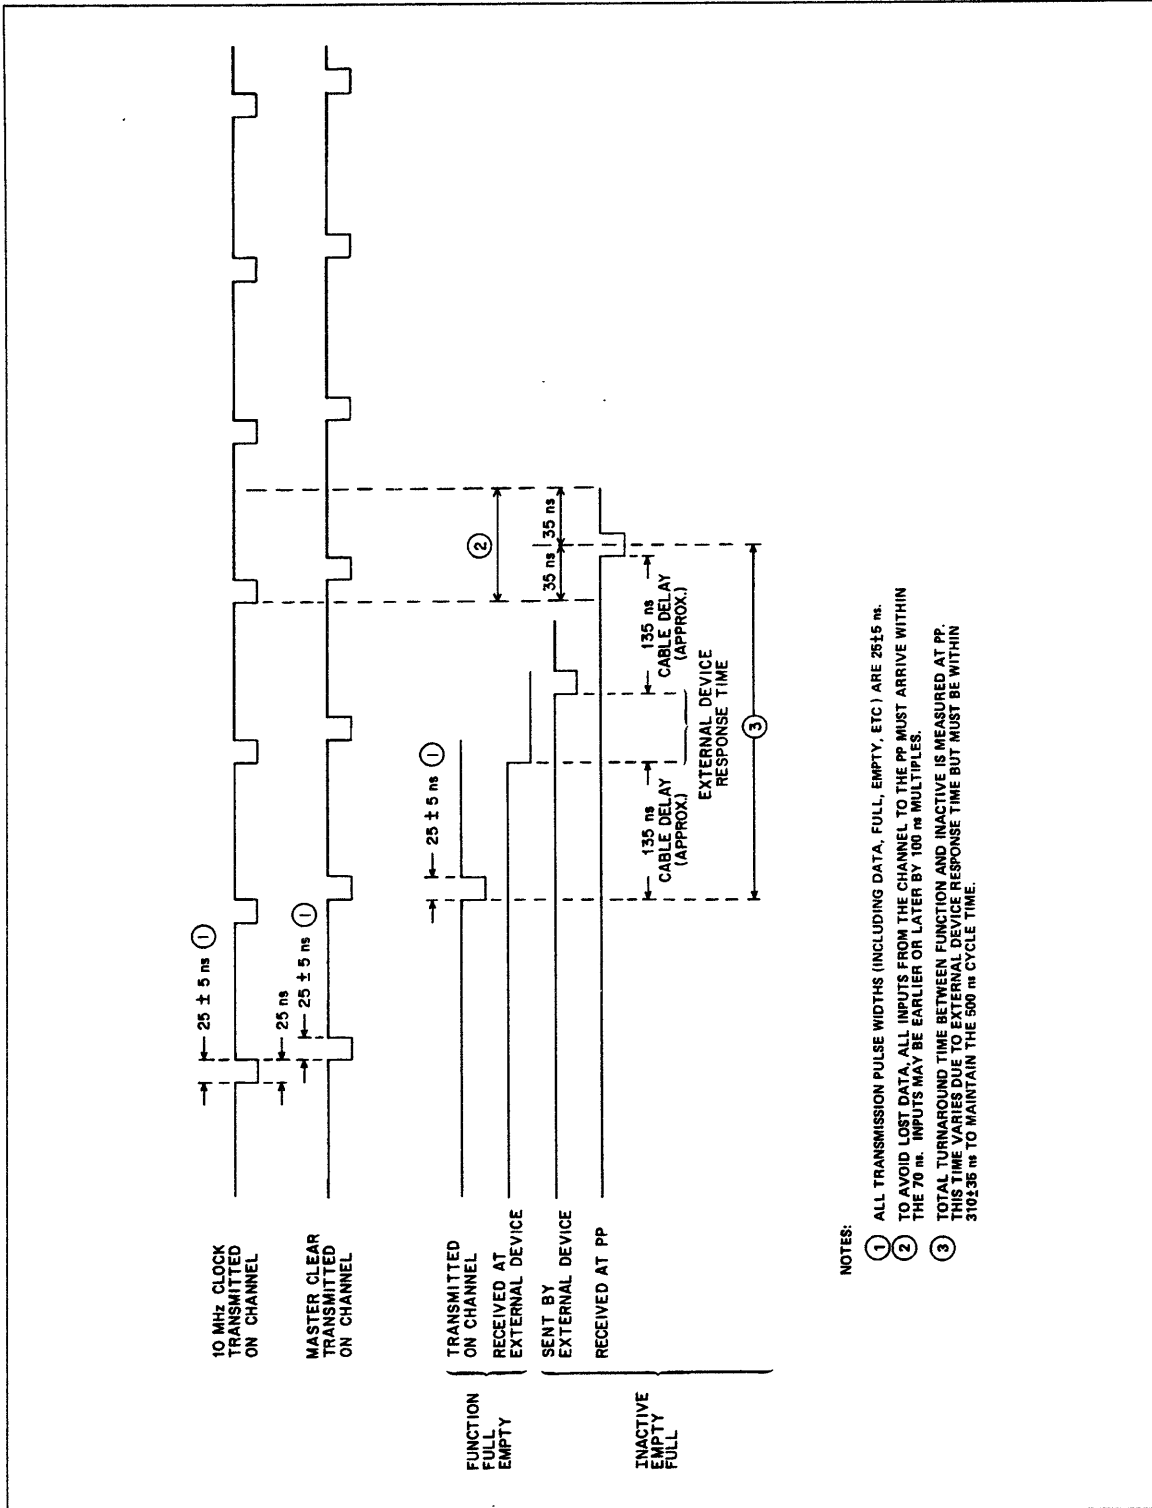 10 MHz CLOCK
TRANSMITTED
ON CHANNEL
25 ± 5 ns 1
25 ns
MASTER CLEAR
TRANSMITTED
ON CHANNEL
25 ± 5 ns 1
FUNCTION
FULL
EMPTY
TRANSMITTED
ON CHANNEL
25 ± 5 ns 1
RECEIVED AT
EXTERNAL DEVICE
2
INACTIVE
EMPTY
FULL
SENT BY
EXTERNAL DEVICE
35 ns
35 ns
RECEIVED AT PP
135 ns
CABLE DELAY
(APPROX.)
135 ns
CABLE DELAY
(APPROX.)
EXTERNAL DEVICE
RESPONSE TIME
3
NOTES:
1 ALL TRANSMISSION PULSE WIDTHS (INCLUDING DATA, FULL, EMPTY, ETC ) ARE 25±5 ns.
2 TO AVOID LOST DATA, ALL INPUTS FROM THE CHANNEL TO THE PP MUST ARRIVE WITHIN
THE 70 ns. INPUTS MAY BE EARLIER OR LATER BY 100 ns MULTIPLES.
3 TOTAL TURNAROUND TIME BETWEEN FUNCTION AND INACTIVE IS MEASURED AT PP.
THIS TIME VARIES DUE TO EXTERNAL DEVICE RESPONSE TIME BUT MUST BE WITHIN
310±35 ns TO MAINTAIN THE 500 ns CYCLE TIME.